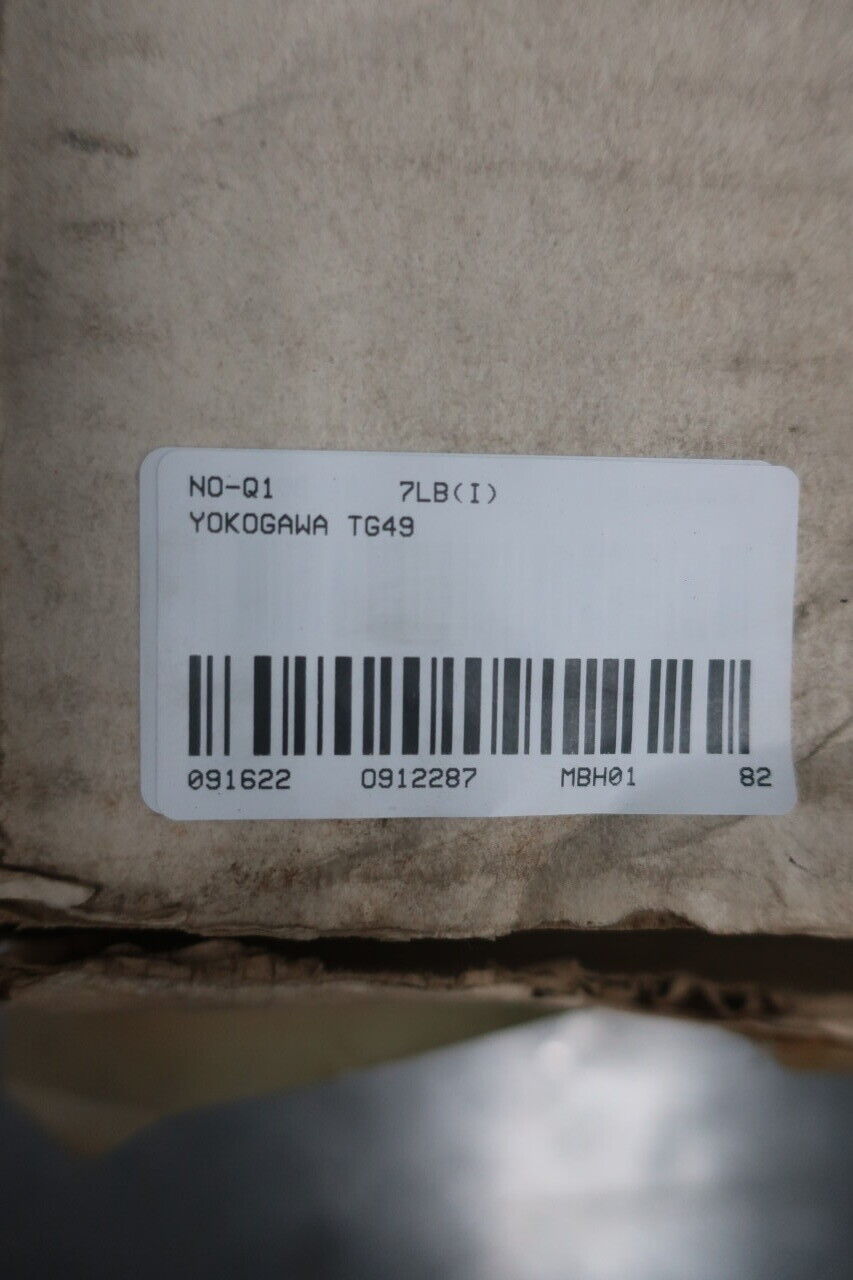 NO-Q1 7LB(I)
YOKOGAWA TG49
091622 0912287 MBH01 82